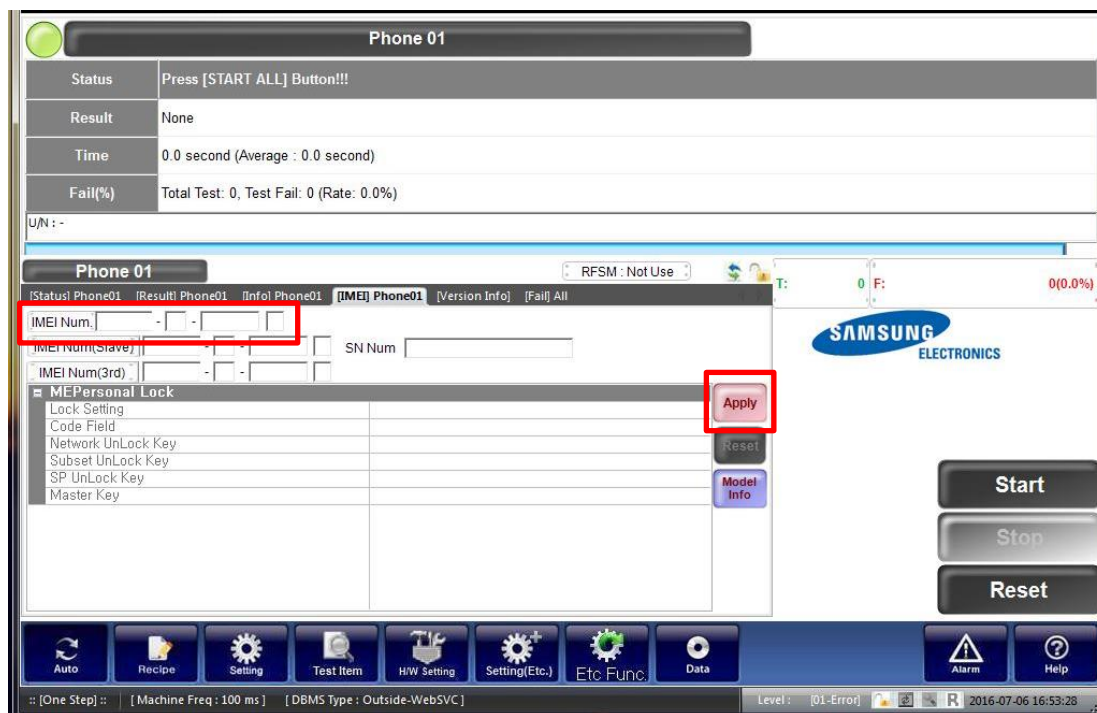 Phone 01
Status Press [START ALL] Button!!!
Result None
Time 0.0 second (Average : 0.0 second)
Fail(%) Total Test: 0, Test Fail: 0 (Rate: 0.0%)
U/N : -
Phone 01 RFSM : Not Use
T: 0 F: 0(0.0%)
[Status] Phone01 [Result] Phone01 [Info] Phone01 [IMEI] Phone01 [Version Info] [Fail] All
IMEI Num. - -
IMEI Num(Slave) - - SN Num
IMEI Num(3rd) - -
SAMSUNG
ELECTRONICS
MEPersonal Lock
Lock Setting
Code Field
Network UnLock Key
Subset UnLock Key
SP UnLock Key
Master Key
Apply
Reset
Model
Info
Start
Stop
Reset
Auto Recipe Setting Test Item H/W Setting Setting(Etc.) Etc Func. Data Alarm Help
:: [One Step] :: [ Machine Freq : 100 ms ] [ DBMS Type : Outside-WebSVC ] Level : [01-Error] R 2016-07-06 16:53:28